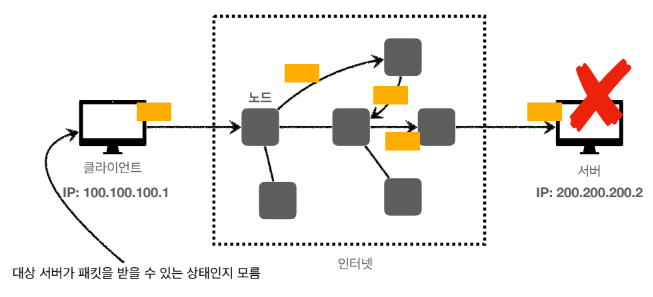 노드
클라이언트
IP: 100.100.100.1
서버
IP: 200.200.200.2
인터넷
대상 서버가 패킷을 받을 수 있는 상태인지 모름